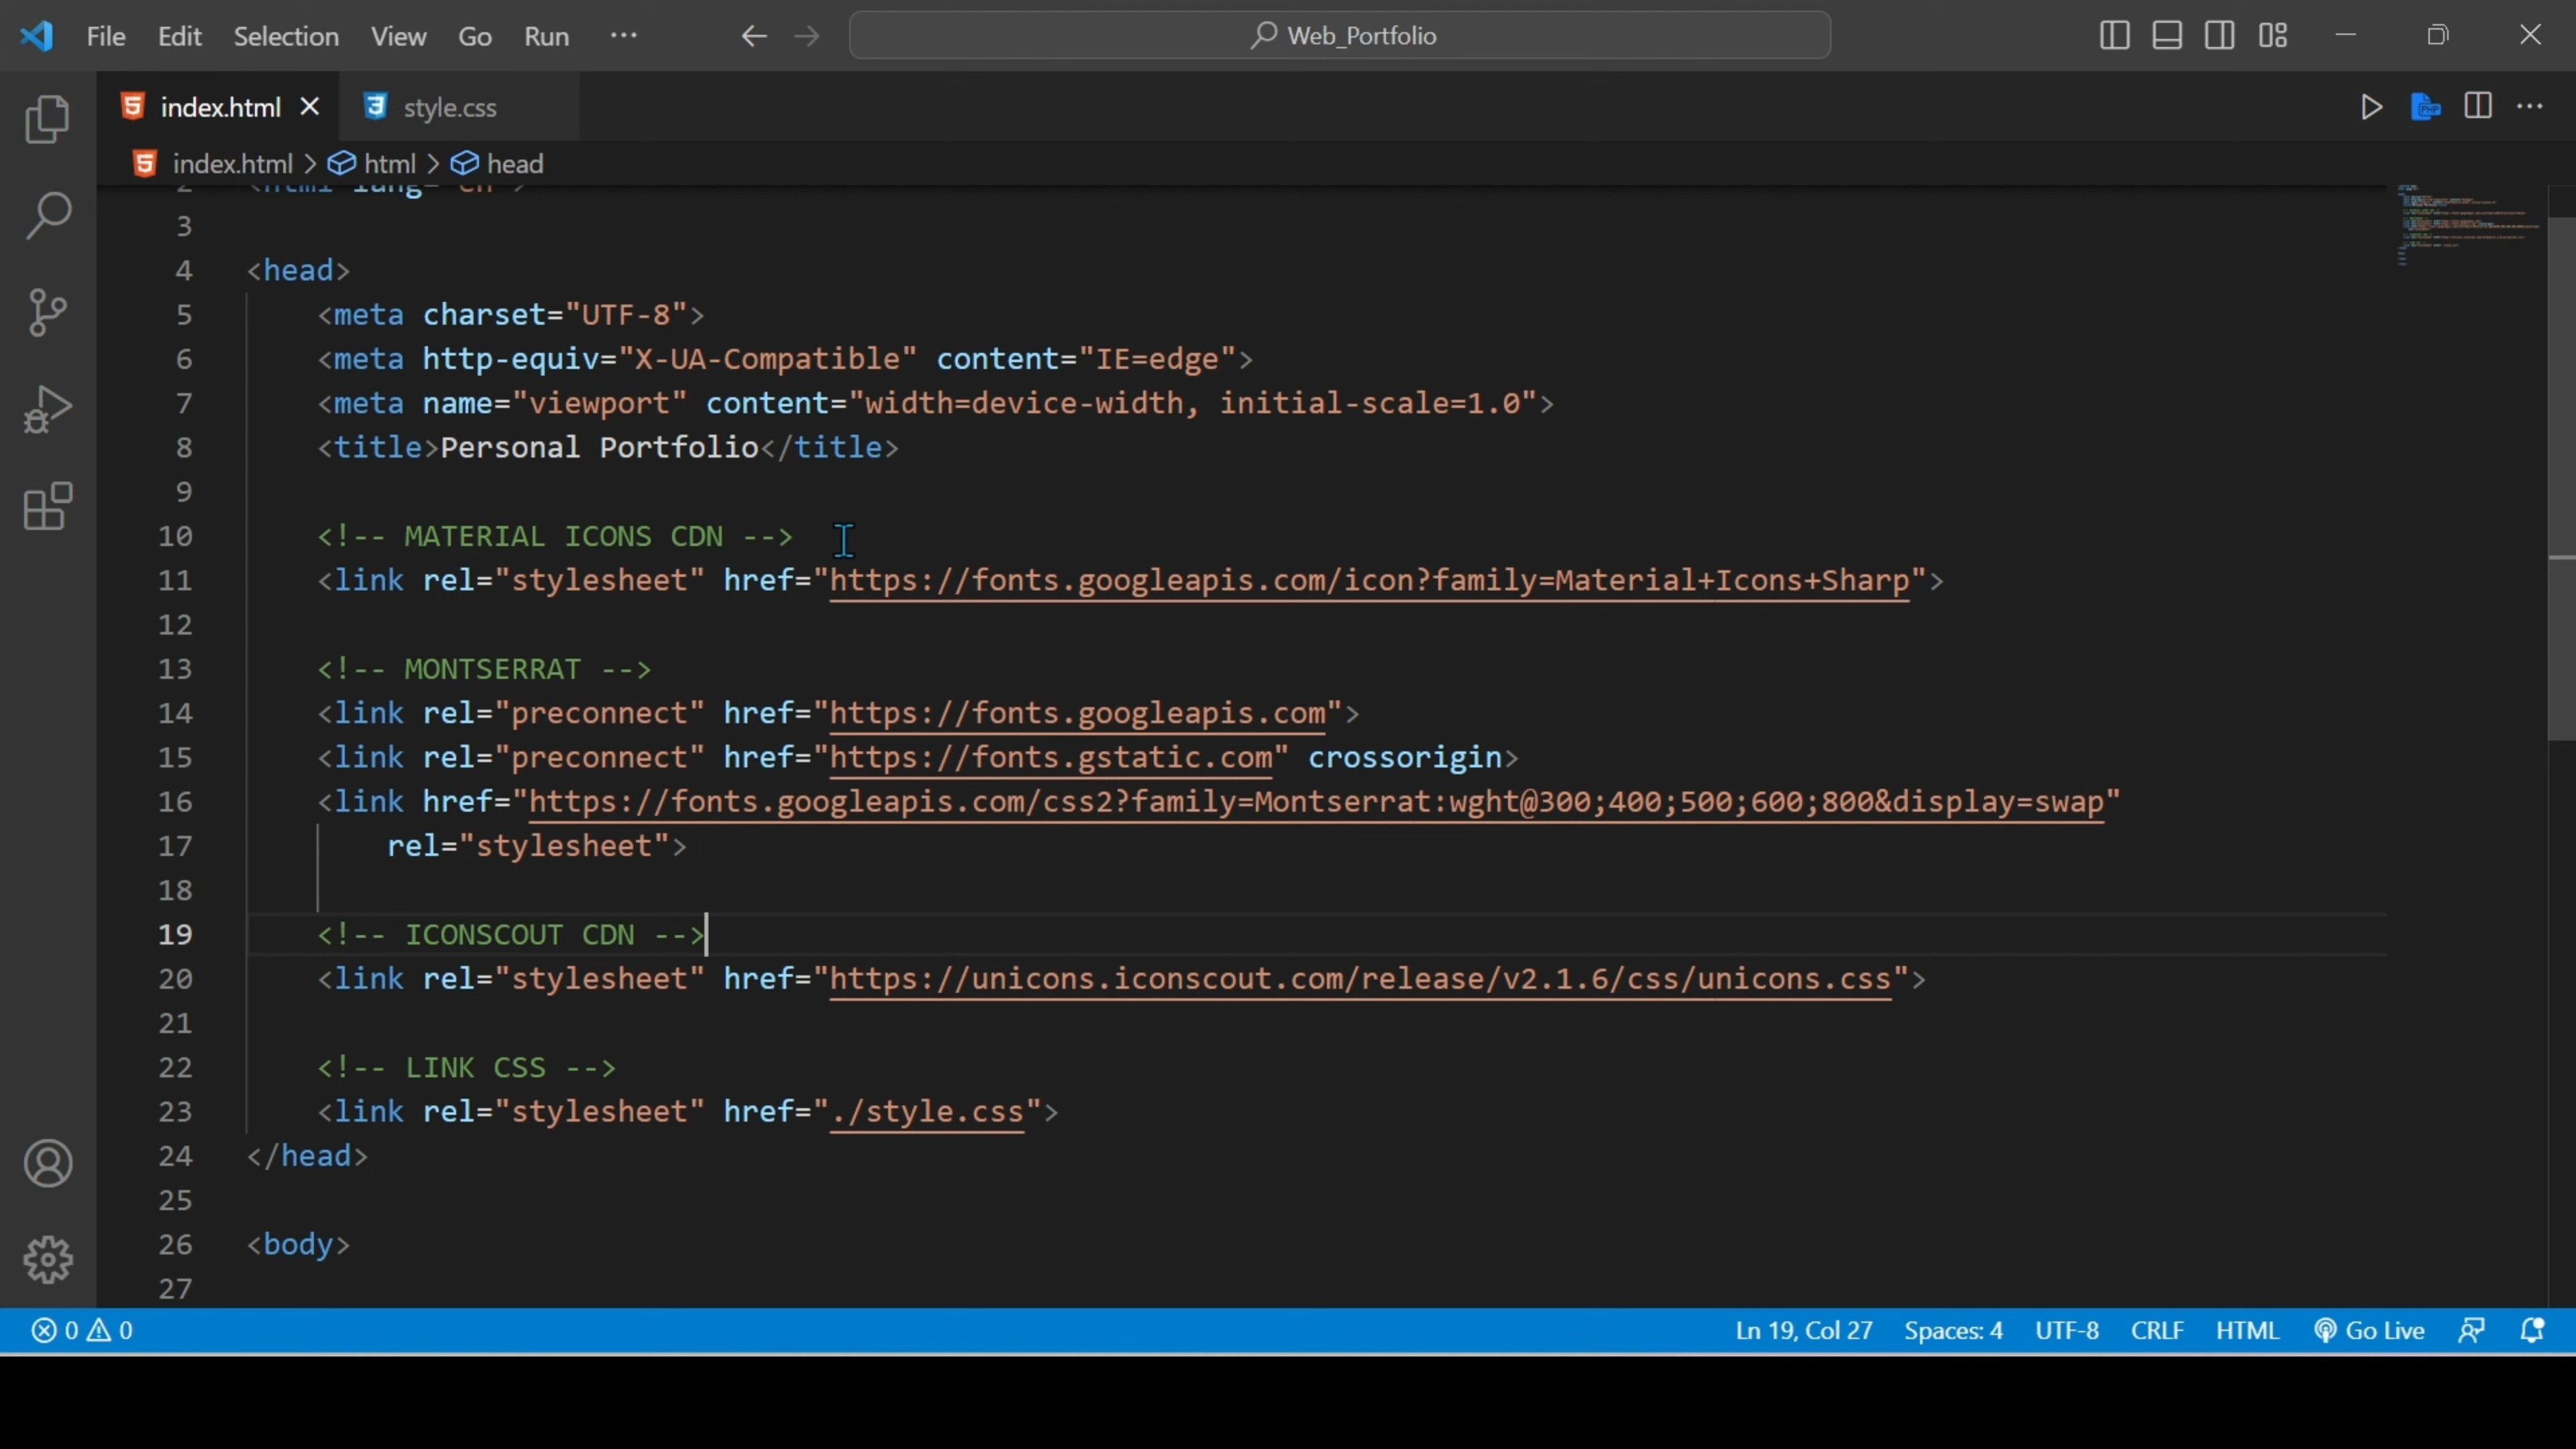 File Edit Selection View Go Run ··· Web_Portfolio
index.html style.css
index.html > html > head
2 <html lang="en">
3
4 <head>
5 <meta charset="UTF-8">
6 <meta http-equiv="X-UA-Compatible" content="IE=edge">
7 <meta name="viewport" content="width=device-width, initial-scale=1.0">
8 <title>Personal Portfolio</title>
9
10 <!-- MATERIAL ICONS CDN -->
11 <link rel="stylesheet" href="https://fonts.googleapis.com/icon?family=Material+Icons+Sharp">
12
13 <!-- MONTSERRAT -->
14 <link rel="preconnect" href="https://fonts.googleapis.com">
15 <link rel="preconnect" href="https://fonts.gstatic.com" crossorigin>
16 <link href="https://fonts.googleapis.com/css2?family=Montserrat:wght@300;400;500;600;800&display=swap"
17 rel="stylesheet">
18
19 <!-- ICONSCOUT CDN -->
20 <link rel="stylesheet" href="https://unicons.iconscout.com/release/v2.1.6/css/unicons.css">
21
22 <!-- LINK CSS -->
23 <link rel="stylesheet" href="./style.css">
24 </head>
25
26 <body>
27
0 0 Ln 19, Col 27 Spaces: 4 UTF-8 CRLF HTML Go Live